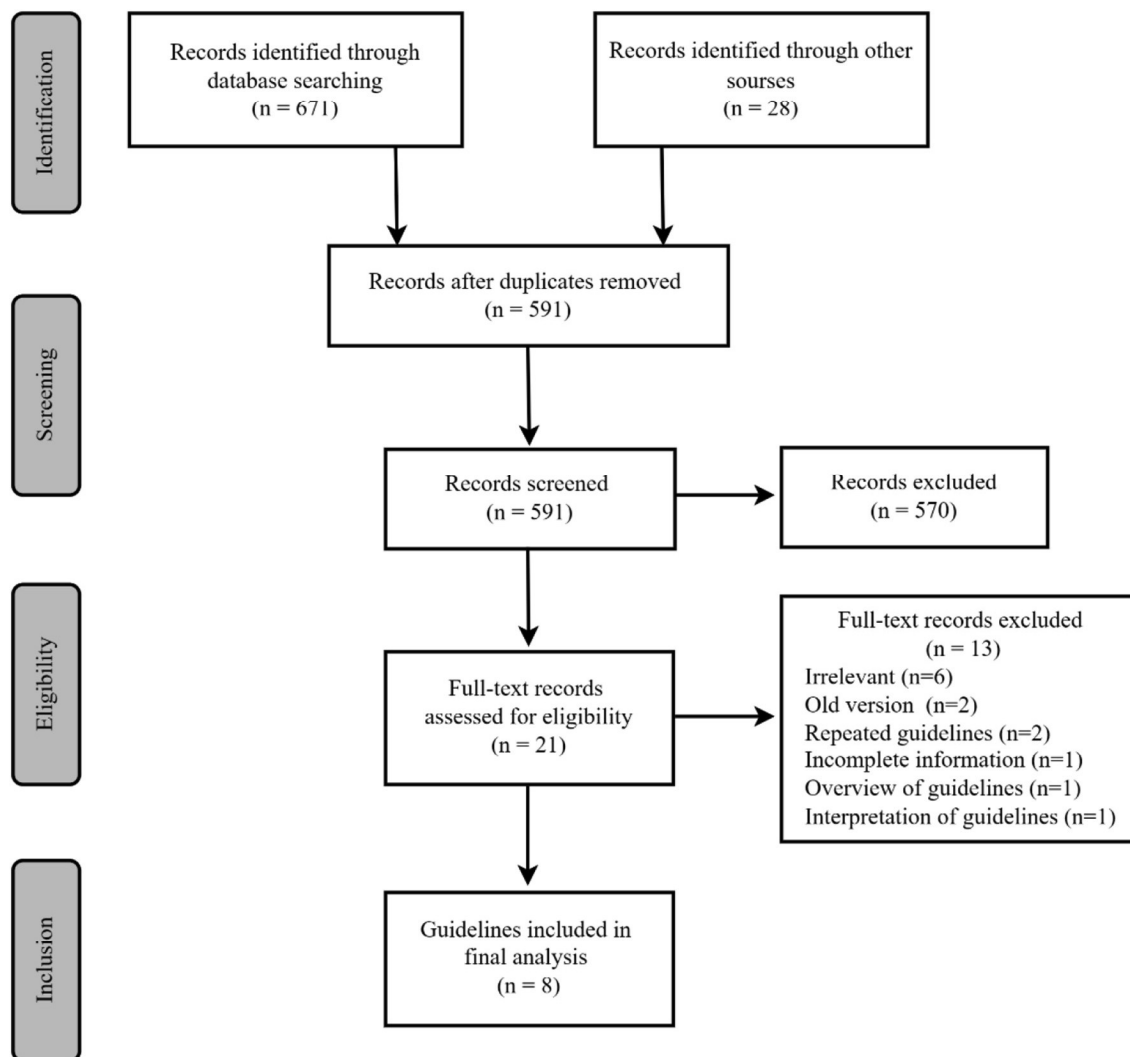 Identification
Records identified through
database searching
(n = 671)
Records identified through other
sourses
(n = 28)
Records after duplicates removed
(n = 591)
Screening
Records screened
(n = 591)
Records excluded
(n = 570)
Eligibility
Full-text records
assessed for eligibility
(n = 21)
Full-text records excluded
(n = 13)
Irrelevant (n=6)
Old version (n=2)
Repeated guidelines (n=2)
Incomplete information (n=1)
Overview of guidelines (n=1)
Interpretation of guidelines (n=1)
Inclusion
Guidelines included in
final analysis
(n = 8)